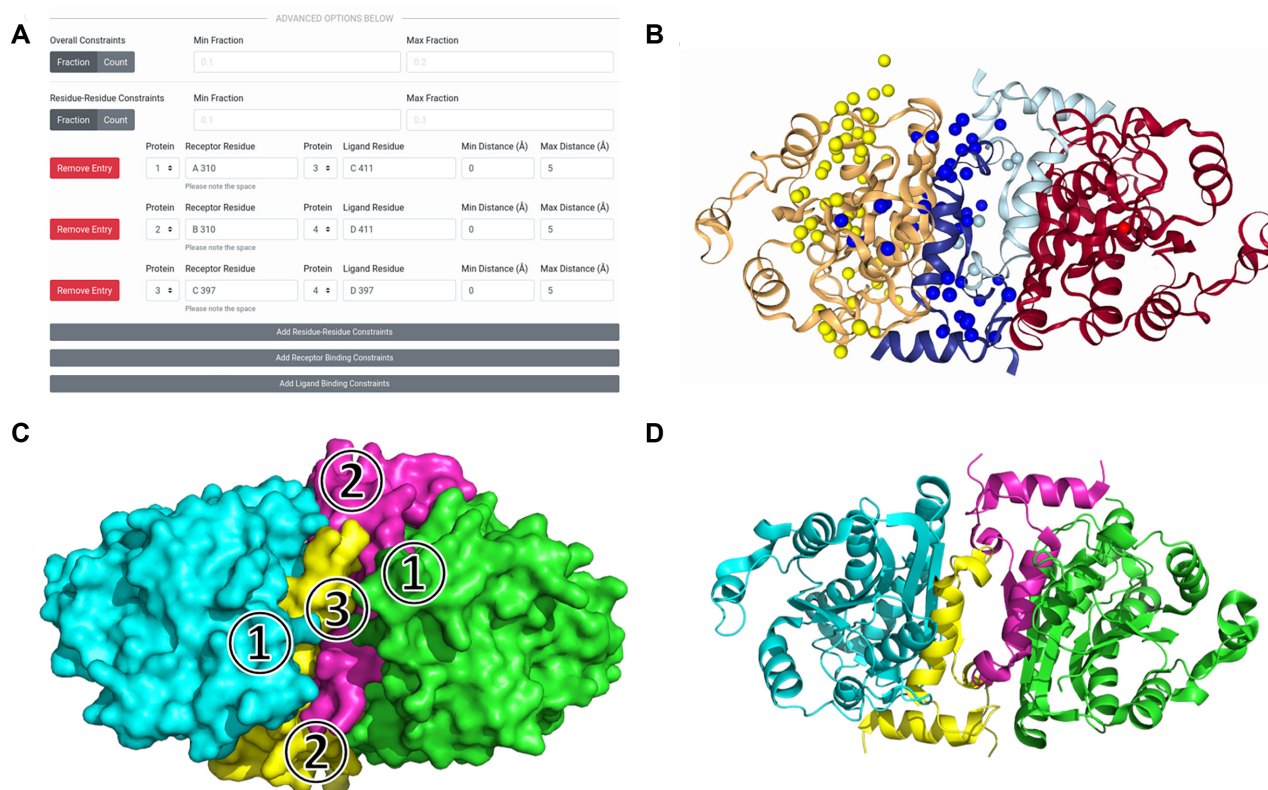 A
ADVANCED OPTIONS BELOW
Overall Constraints Min Fraction Max Fraction
Fraction Count 0.1 0.2
Residue-Residue Constraints Min Fraction Max Fraction
Fraction Count 0.1 0.3
Protein Receptor Residue Protein Ligand Residue Min Distance (Å) Max Distance (Å)
Remove Entry 1 A 310 3 C 411 0 5
Please note the space
Protein Receptor Residue Protein Ligand Residue Min Distance (Å) Max Distance (Å)
Remove Entry 2 B 310 4 D 411 0 5
Please note the space
Protein Receptor Residue Protein Ligand Residue Min Distance (Å) Max Distance (Å)
Remove Entry 3 C 397 4 D 397 0 5
Please note the space
Add Residue-Residue Constraints
Add Receptor Binding Constraints
Add Ligand Binding Constraints
B
C
2
1
3
1
2
D